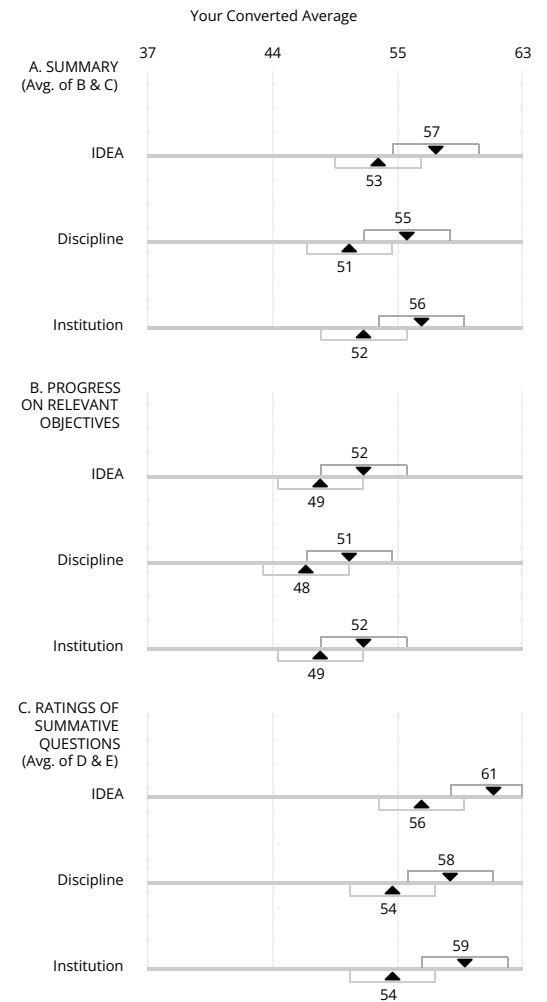 Your Converted Average
37 44 55 63
A. SUMMARY
(Avg. of B & C)
57
IDEA
53
55
Discipline
51
56
Institution
52
B. PROGRESS
ON RELEVANT
OBJECTIVES
52
IDEA
49
51
Discipline
48
52
Institution
49
C. RATINGS OF
SUMMATIVE
QUESTIONS
(Avg. of D & E)
61
IDEA
56
58
Discipline
54
59
Institution
54